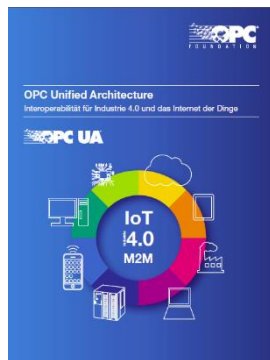 OPC
FOUNDATION
OPC Unified Architecture
Interoperabilität für Industrie 4.0 und das Internet der Dinge
OPC UA
IoT
4.0
M2M